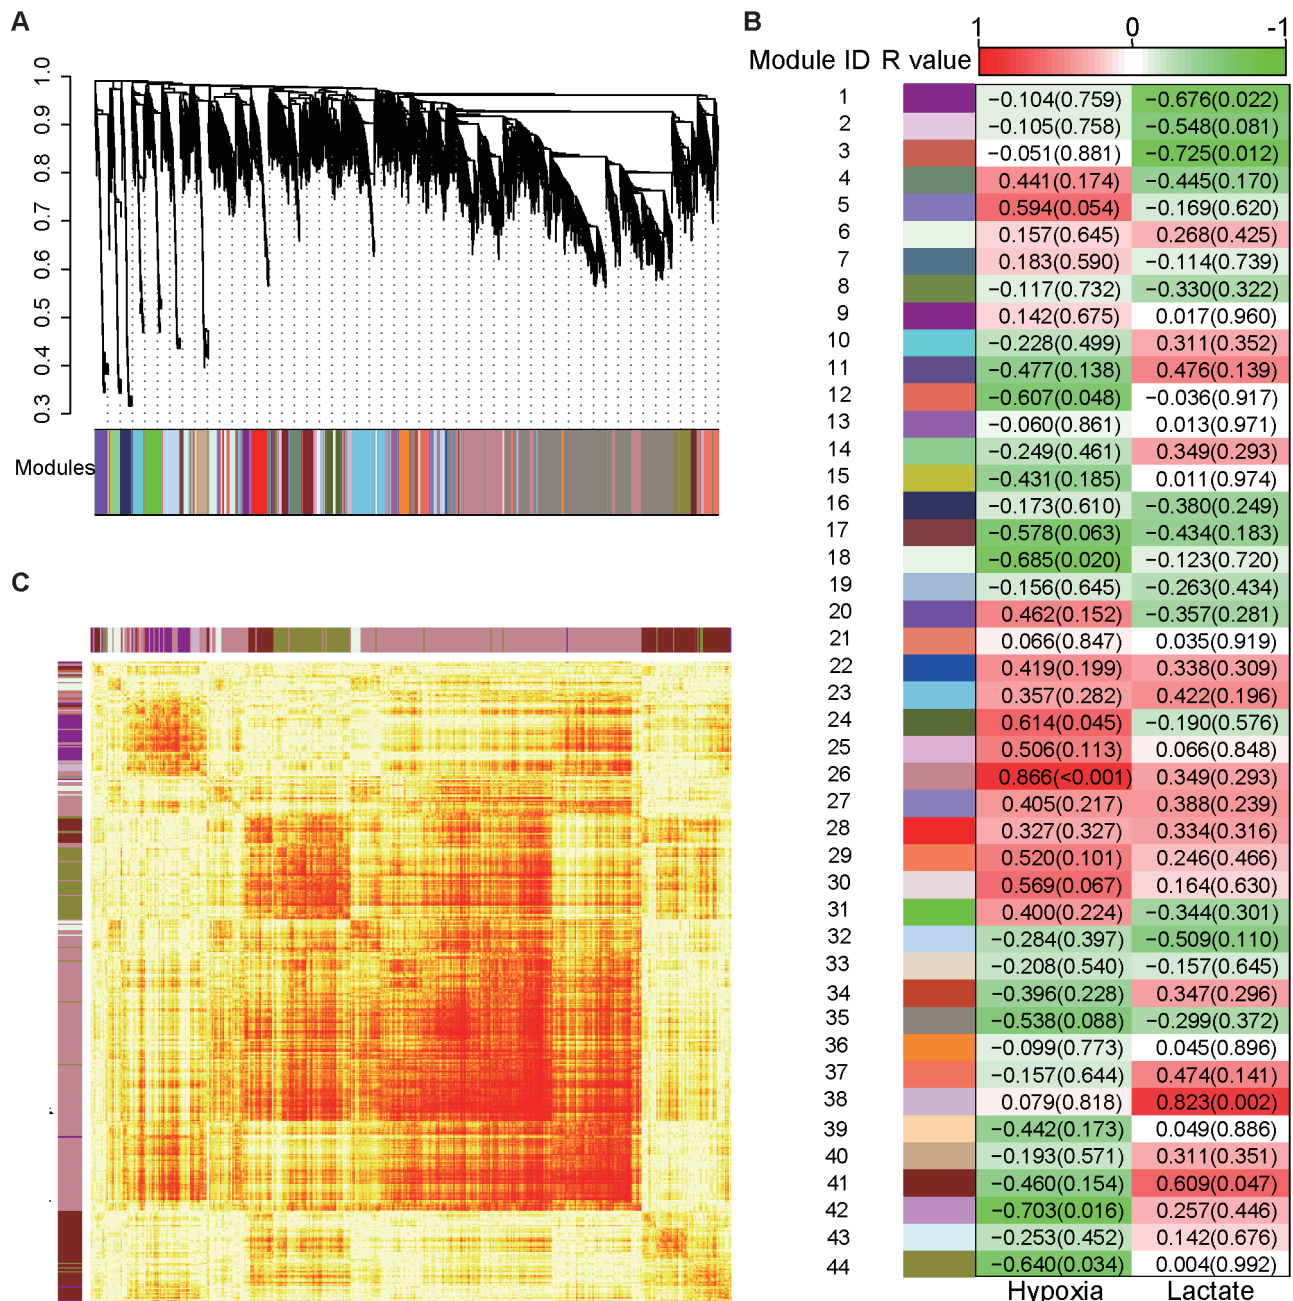 A
1.0
0.9
0.8
0.7
0.6
0.5
0.4
0.3
Modules
B
1 0 -1
Module ID R value
1 −0.104(0.759) −0.676(0.022)
2 −0.105(0.758) −0.548(0.081)
3 −0.051(0.881) −0.725(0.012)
4 0.441(0.174) −0.445(0.170)
5 0.594(0.054) −0.169(0.620)
6 0.157(0.645) 0.268(0.425)
7 0.183(0.590) −0.114(0.739)
8 −0.117(0.732) −0.330(0.322)
9 0.142(0.675) 0.017(0.960)
10 −0.228(0.499) 0.311(0.352)
11 −0.477(0.138) 0.476(0.139)
12 −0.607(0.048) −0.036(0.917)
13 −0.060(0.861) 0.013(0.971)
14 −0.249(0.461) 0.349(0.293)
15 −0.431(0.185) 0.011(0.974)
16 −0.173(0.610) −0.380(0.249)
17 −0.578(0.063) −0.434(0.183)
18 −0.685(0.020) −0.123(0.720)
19 −0.156(0.645) −0.263(0.434)
20 0.462(0.152) −0.357(0.281)
21 0.066(0.847) 0.035(0.919)
22 0.419(0.199) 0.338(0.309)
23 0.357(0.282) 0.422(0.196)
24 0.614(0.045) −0.190(0.576)
25 0.506(0.113) 0.066(0.848)
26 0.866(<0.001) 0.349(0.293)
27 0.405(0.217) 0.388(0.239)
28 0.327(0.327) 0.334(0.316)
29 0.520(0.101) 0.246(0.466)
30 0.569(0.067) 0.164(0.630)
31 0.400(0.224) −0.344(0.301)
32 −0.284(0.397) −0.509(0.110)
33 −0.208(0.540) −0.157(0.645)
34 −0.396(0.228) 0.347(0.296)
35 −0.538(0.088) −0.299(0.372)
36 −0.099(0.773) 0.045(0.896)
37 −0.157(0.644) 0.474(0.141)
38 0.079(0.818) 0.823(0.002)
39 −0.442(0.173) 0.049(0.886)
40 −0.193(0.571) 0.311(0.351)
41 −0.460(0.154) 0.609(0.047)
42 −0.703(0.016) 0.257(0.446)
43 −0.253(0.452) 0.142(0.676)
44 −0.640(0.034) 0.004(0.992)
Hypoxia Lactate
C